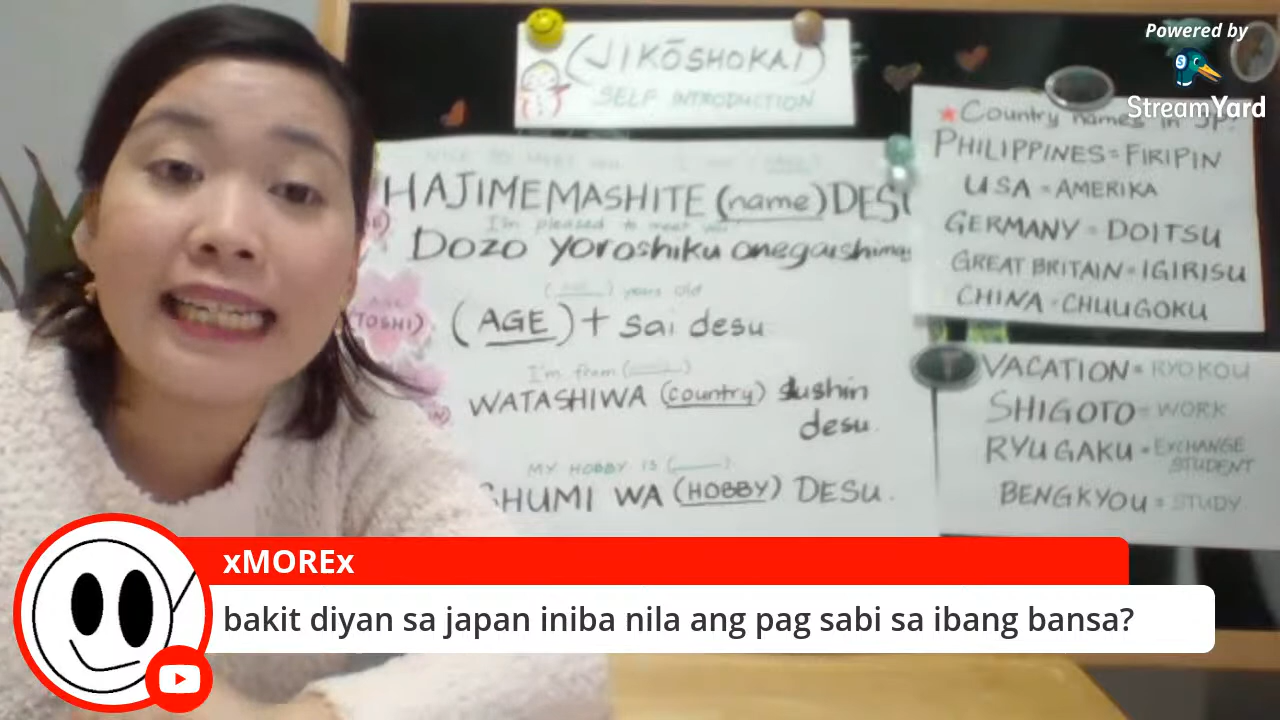 Powered by
StreamYard
(JIKŌSHOKAI)
SELF INTRODUCTION
HAJIMEMASHITE (name) DESU
I'm pleased to meet you
Dozo yoroshiku onegaishimas
(TOSHI)
( ) years old
(AGE) + sai desu
I'm from ( )
WATASHIWA (country) shushin
desu.
MY HOBBY IS ( ).
SHUMI WA (HOBBY) DESU.
★Country names in JP.
PHILIPPINES = FIRIPIN
USA = AMERIKA
GERMANY = DOITSU
GREAT BRITAIN = IGIRISU
CHINA = CHUUGOKU
VACATION = RYOKOU
SHIGOTO = WORK
RYUGAKU = EXCHANGE
STUDENT
BENGKYOU = STUDY
xMOREx
bakit diyan sa japan iniba nila ang pag sabi sa ibang bansa?